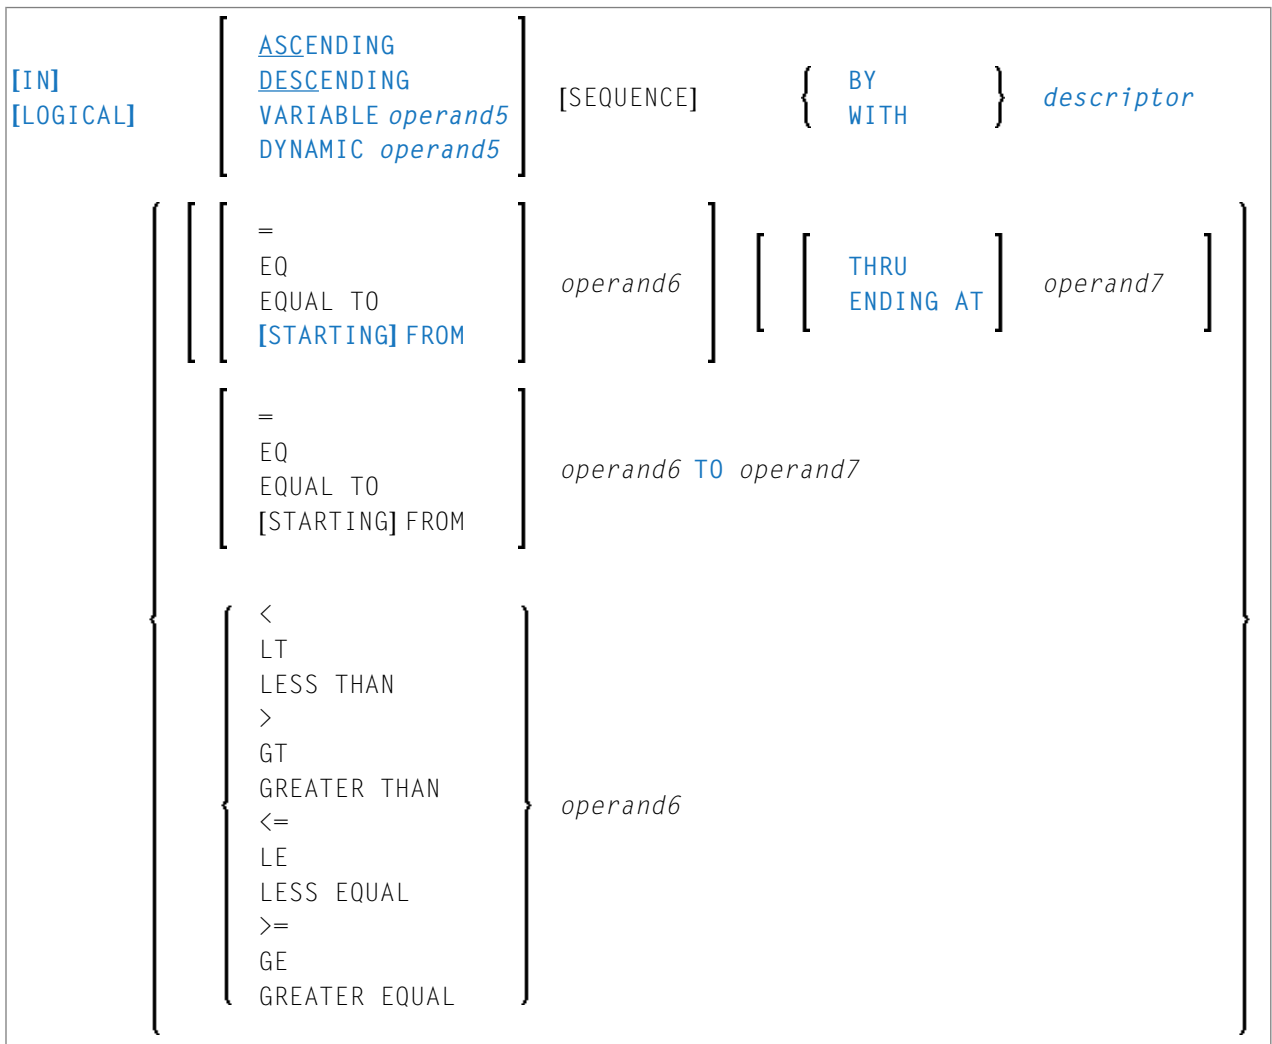 [IN]
[LOGICAL]
ASCENDING
DESCENDING
VARIABLE operand5
DYNAMIC operand5
[SEQUENCE]
BY
WITH
descriptor
=
EQ
EQUAL TO
[STARTING] FROM
operand6
THRU
ENDING AT
operand7
=
EQ
EQUAL TO
[STARTING] FROM
operand6 TO operand7
<
LT
LESS THAN
>
GT
GREATER THAN
<=
LE
LESS EQUAL
>=
GE
GREATER EQUAL
operand6